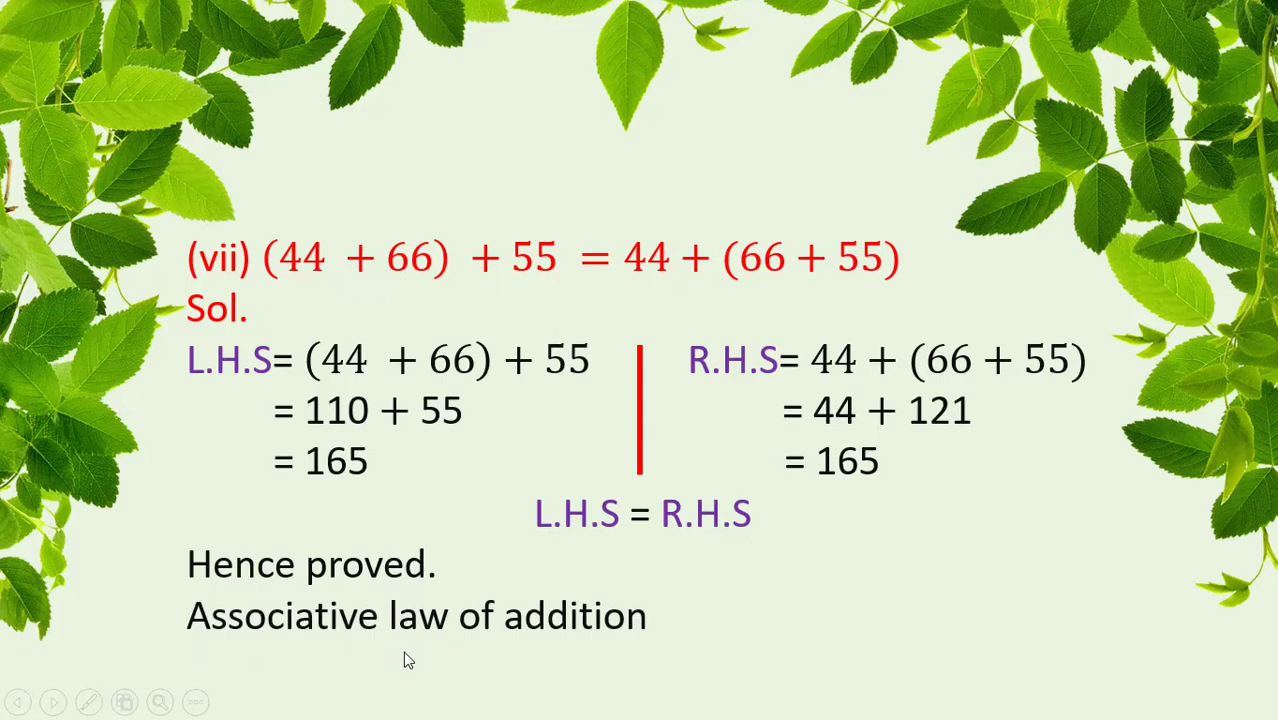 (vii) (44 + 66) + 55 = 44 + (66 + 55)
Sol.
L.H.S= (44 + 66) + 55
= 110 + 55
= 165
R.H.S= 44 + (66 + 55)
= 44 + 121
= 165
L.H.S = R.H.S
Hence proved.
Associative law of addition